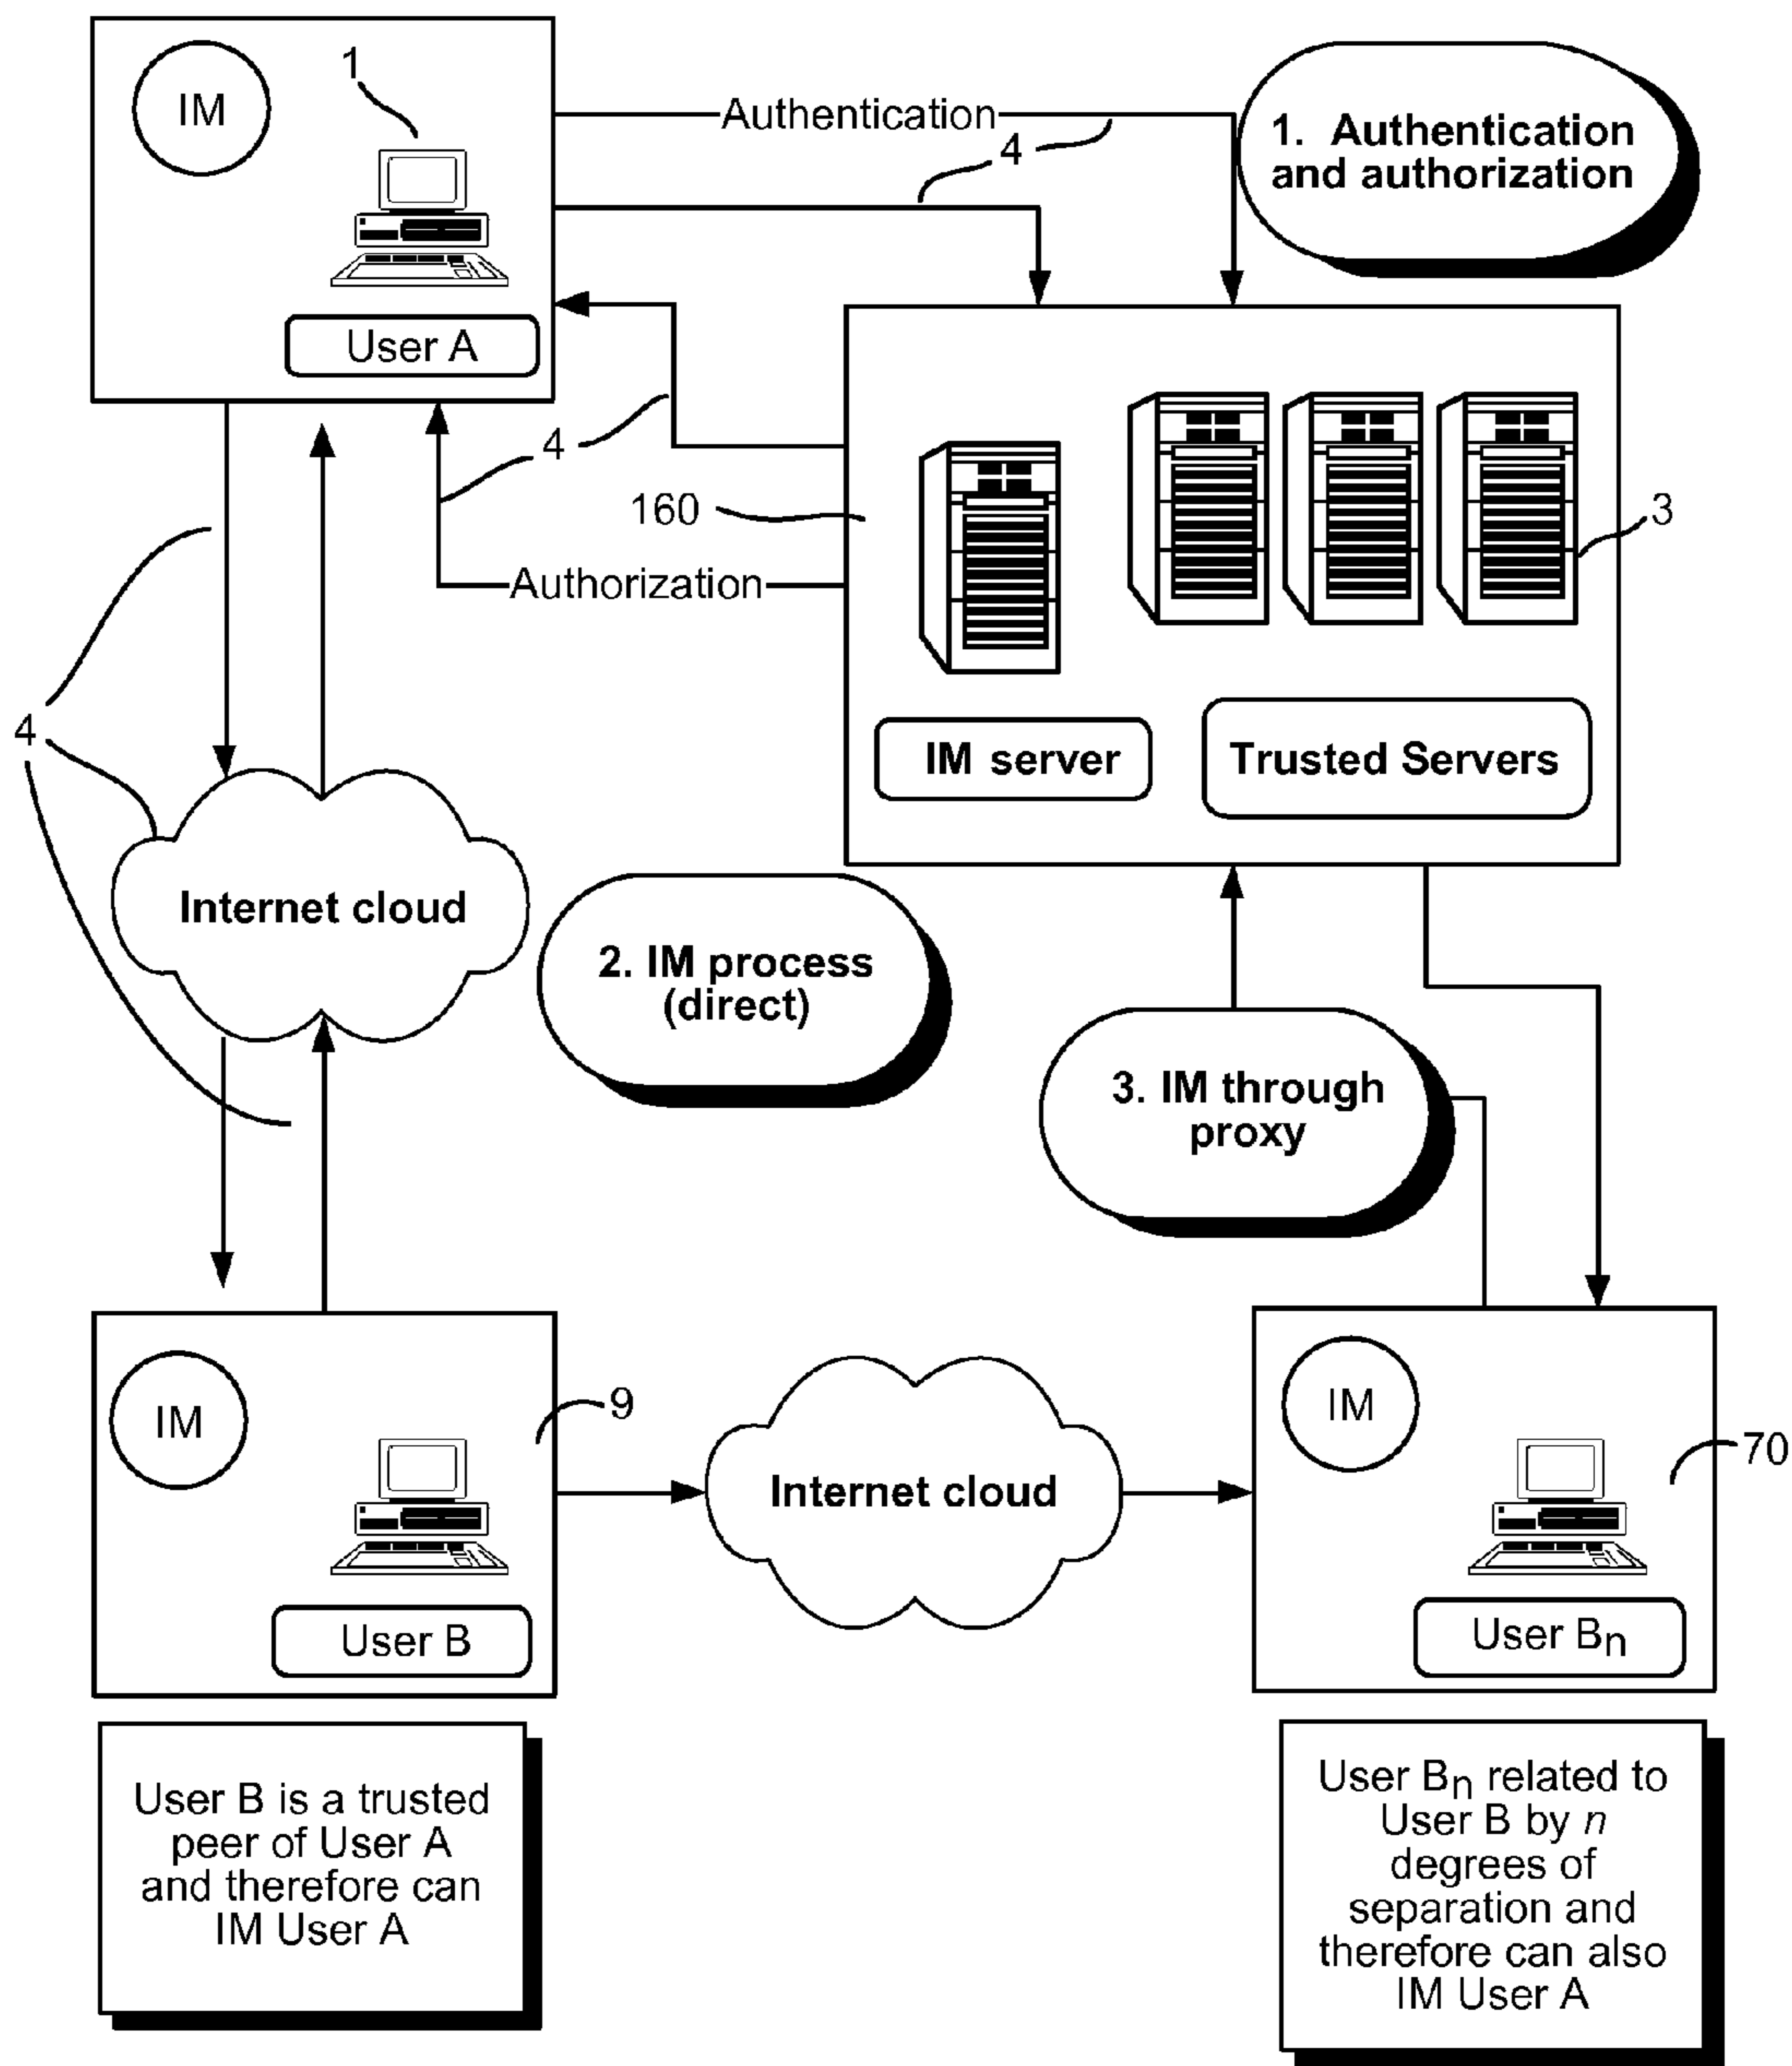 IM
1
User A
Authentication
4
1. Authentication
and authorization
4
160
3
Authorization
IM server
Trusted Servers
4
Internet cloud
2. IM process
(direct)
3. IM through
proxy
IM
9
User B
Internet cloud
IM
70
User Bn
User B is a trusted
peer of User A
and therefore can
IM User A
User Bn related to
User B by n
degrees of
separation and
therefore can also
IM User A